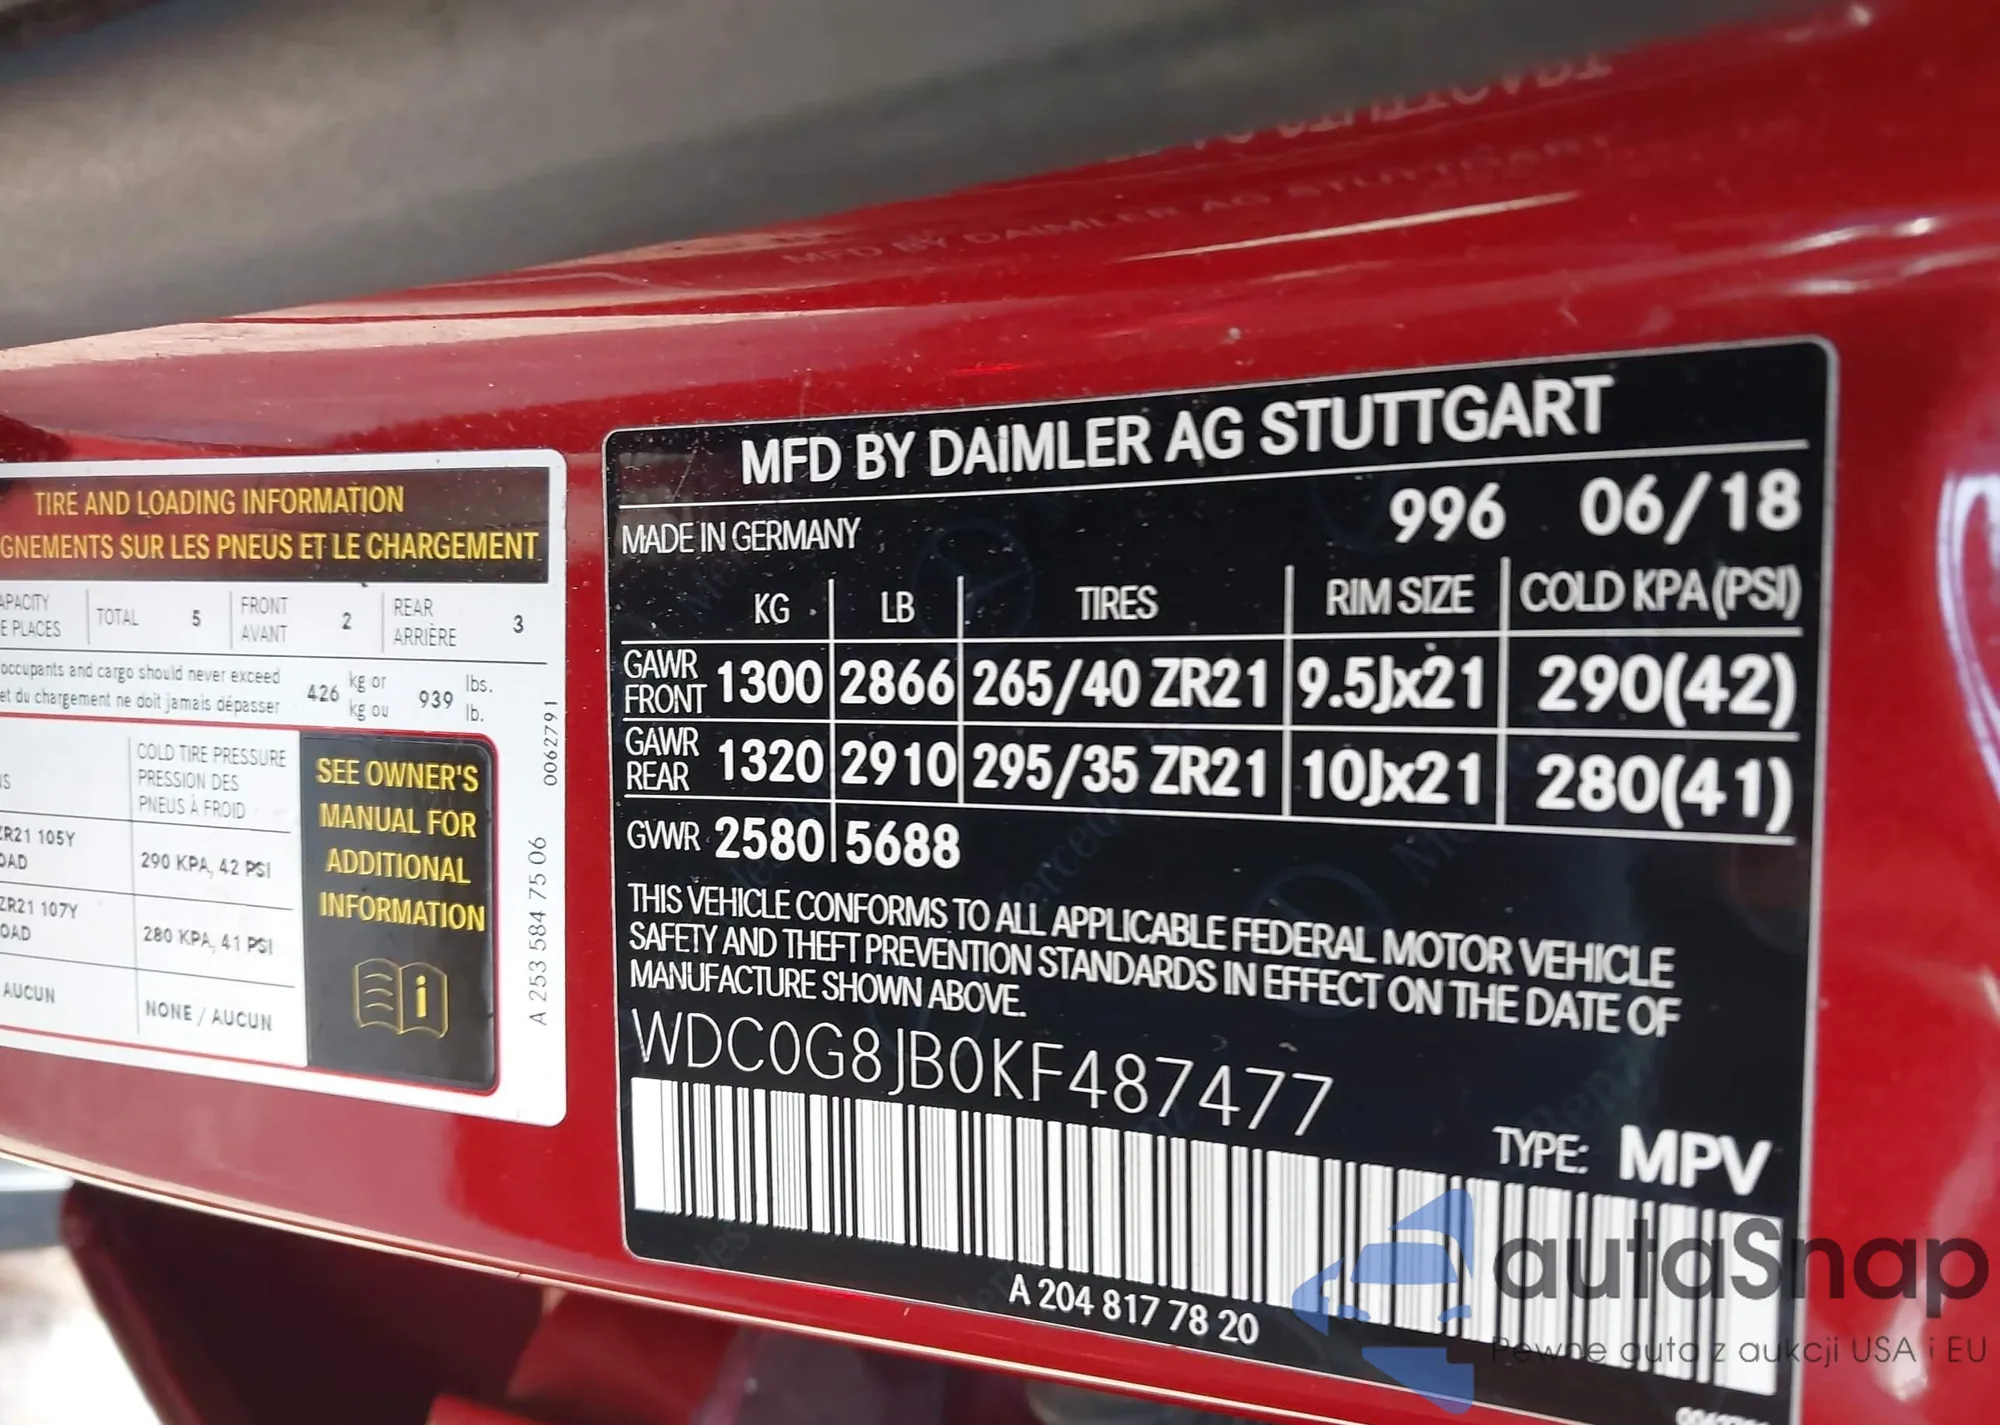 TIRE AND LOADING INFORMATION
GNEMENTS SUR LES PNEUS ET LE CHARGEMENT
APACITY TOTAL 5 FRONT 2 REAR 3
E PLACES AVANT ARRIÈRE
occupants and cargo should never exceed 426 kg or 939 lbs.
et du chargement ne doit jamais dépasser kg ou lb.
COLD TIRE PRESSURE
PRESSION DES
PNEUS À FROID
ZR21 105Y
OAD
290 KPA, 42 PSI
ZR21 107Y
OAD
280 KPA, 41 PSI
AUCUN
NONE / AUCUN
SEE OWNER'S
MANUAL FOR
ADDITIONAL
INFORMATION
i
A 253 584 75 06
0062791
MFD BY DAIMLER AG STUTTGART
MADE IN GERMANY 996 06/18
KG LB TIRES RIM SIZE COLD KPA (PSI)
GAWR FRONT 1300 2866 265/40 ZR21 9.5Jx21 290(42)
GAWR REAR 1320 2910 295/35 ZR21 10Jx21 280(41)
GVWR 2580 5688
THIS VEHICLE CONFORMS TO ALL APPLICABLE FEDERAL MOTOR VEHICLE
SAFETY AND THEFT PREVENTION STANDARDS IN EFFECT ON THE DATE OF
MANUFACTURE SHOWN ABOVE.
WDC0G8JB0KF487477
TYPE: MPV
A 204 817 78 20
autaSnap
Pewne auta z aukcji USA i EU